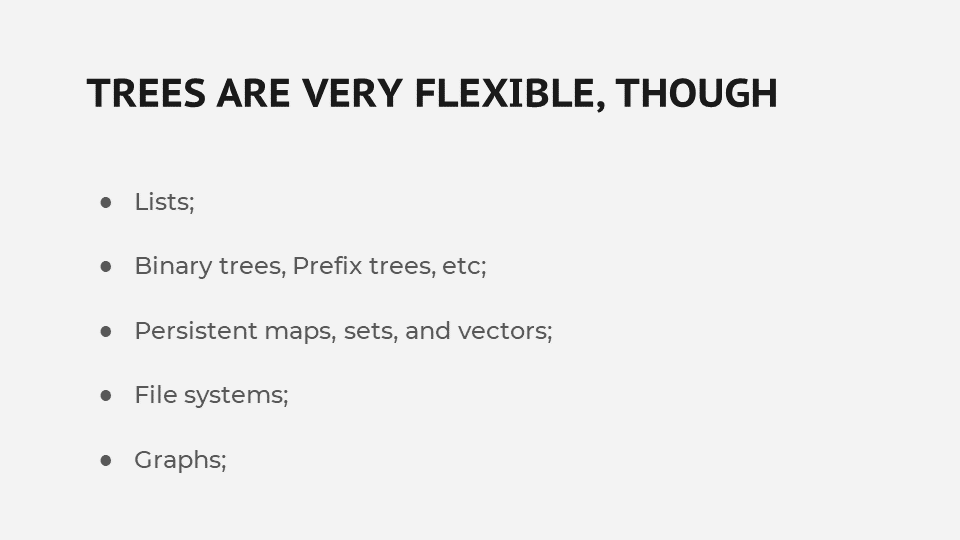 TREES ARE VERY FLEXIBLE, THOUGH
● Lists;
● Binary trees, Prefix trees, etc;
● Persistent maps, sets, and vectors;
● File systems;
● Graphs;